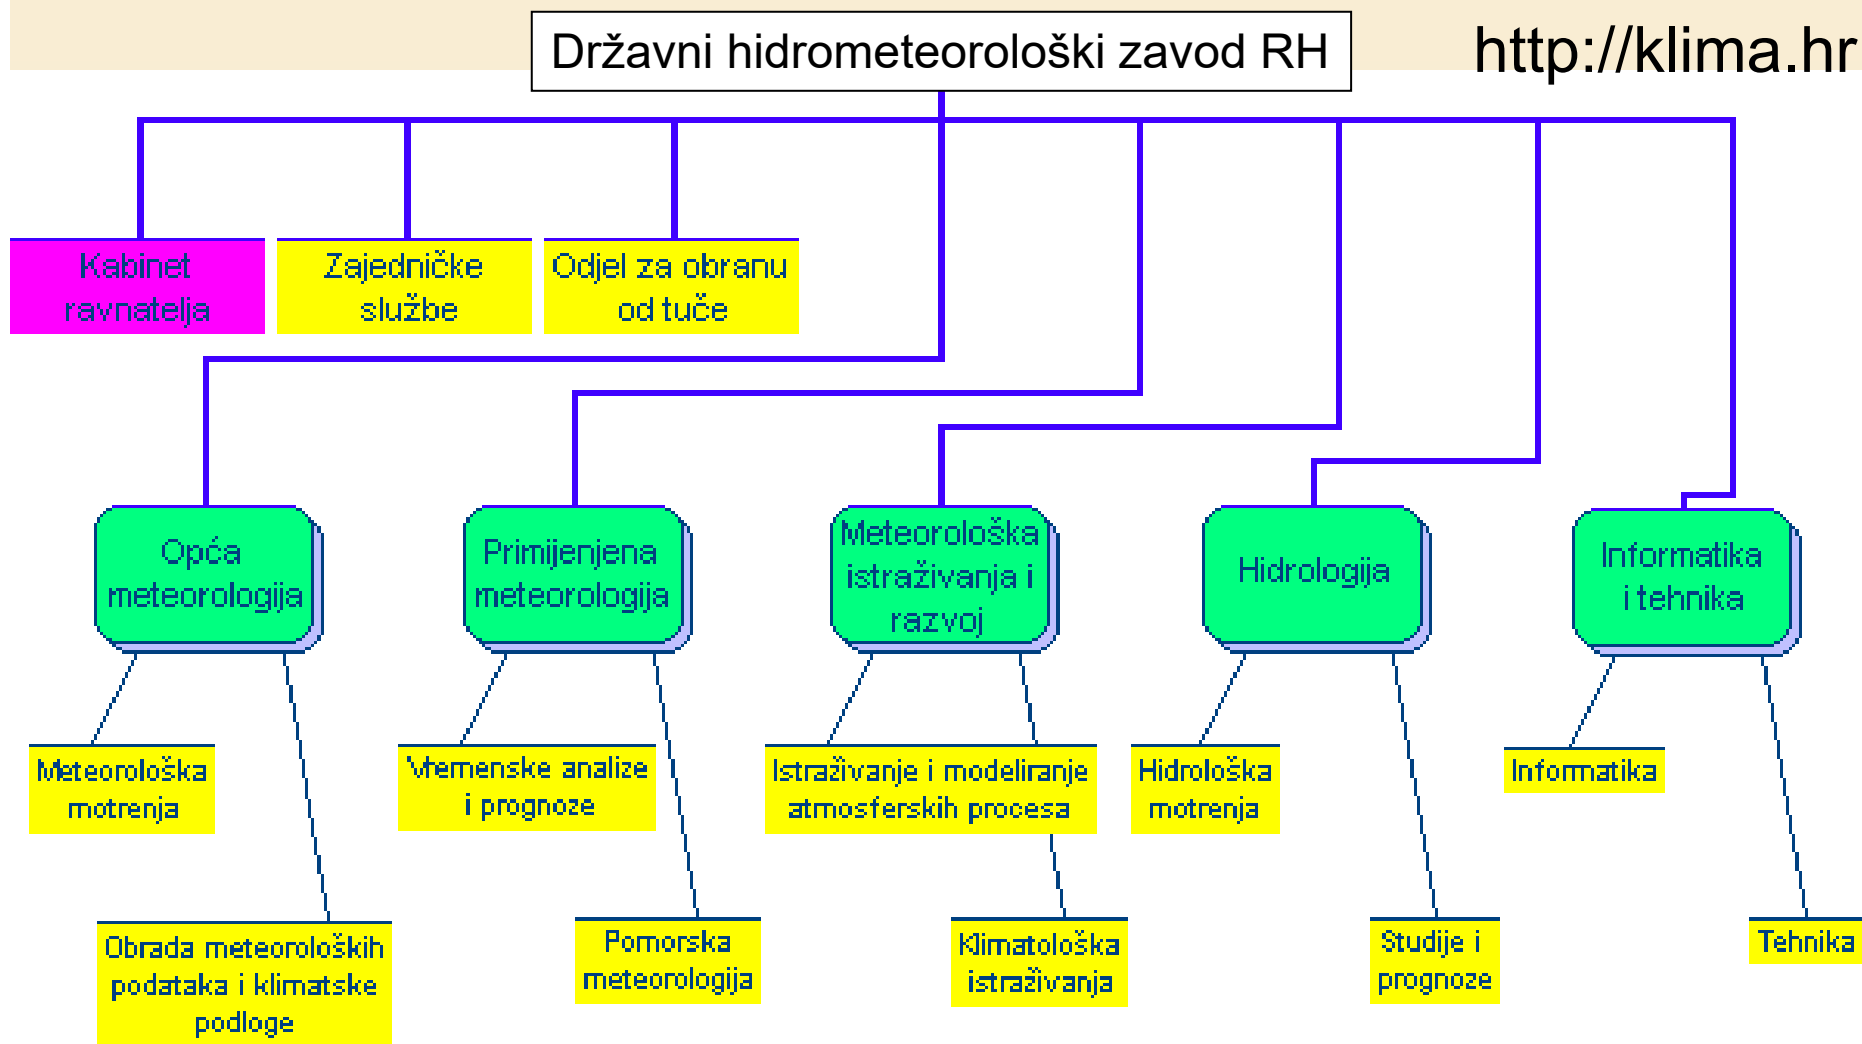 Državni hidrometeorološki zavod RH
http://klima.hr
Kabinet
ravnatelja
Zajedničke
službe
Odjel za obranu
od tuče
Opća
meteorologija
Primijenjena
meteorologija
Meteorološka
istraživanja i
razvoj
Hidrologija
Informatika
i tehnika
Meteorološka
motrenja
Vremenske analize
i prognoze
Istraživanje i modeliranje
atmosferskih procesa
Hidrološka
motrenja
Informatika
Obrada meteoroloških
podataka i klimatske
podloge
Pomorska
meteorologija
Klimatološka
istraživanja
Studije i
prognoze
Tehnika